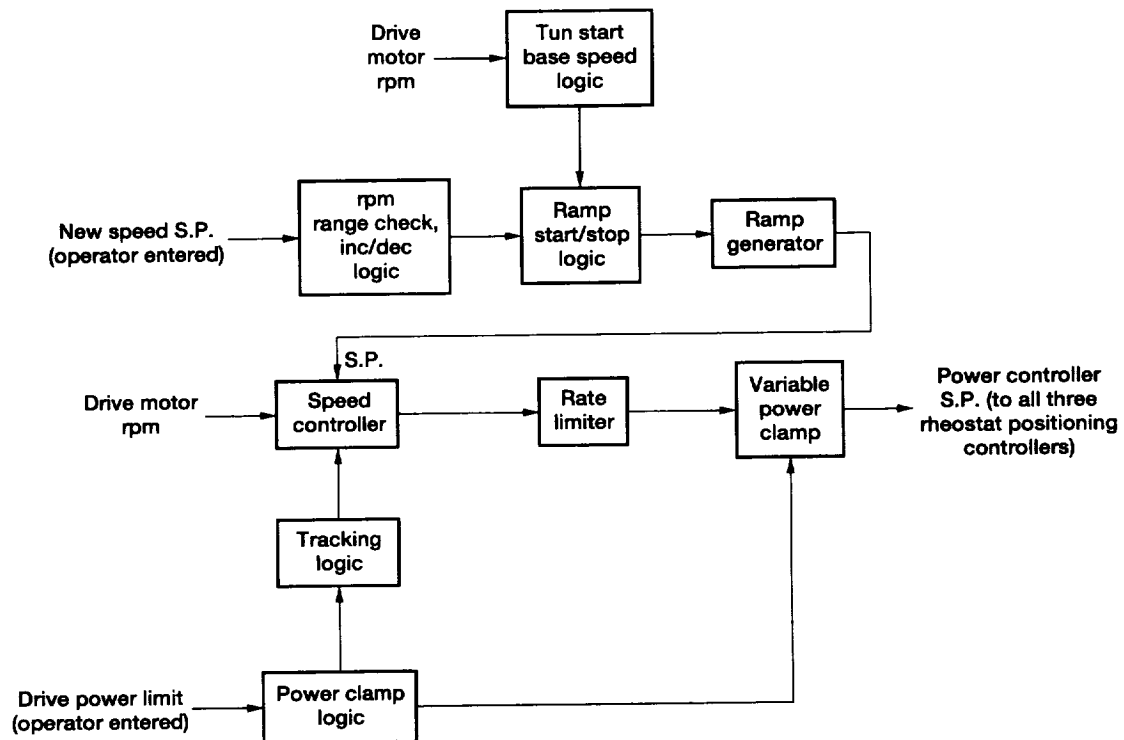 Drive
motor
rpm
Tun start
base speed
logic
New speed S.P.
(operator entered)
rpm
range check,
inc/dec
logic
Ramp
start/stop
logic
Ramp
generator
S.P.
Drive motor
rpm
Speed
controller
Rate
limiter
Variable
power
clamp
Power controller
S.P. (to all three
rheostat positioning
controllers)
Tracking
logic
Drive power limit
(operator entered)
Power clamp
logic